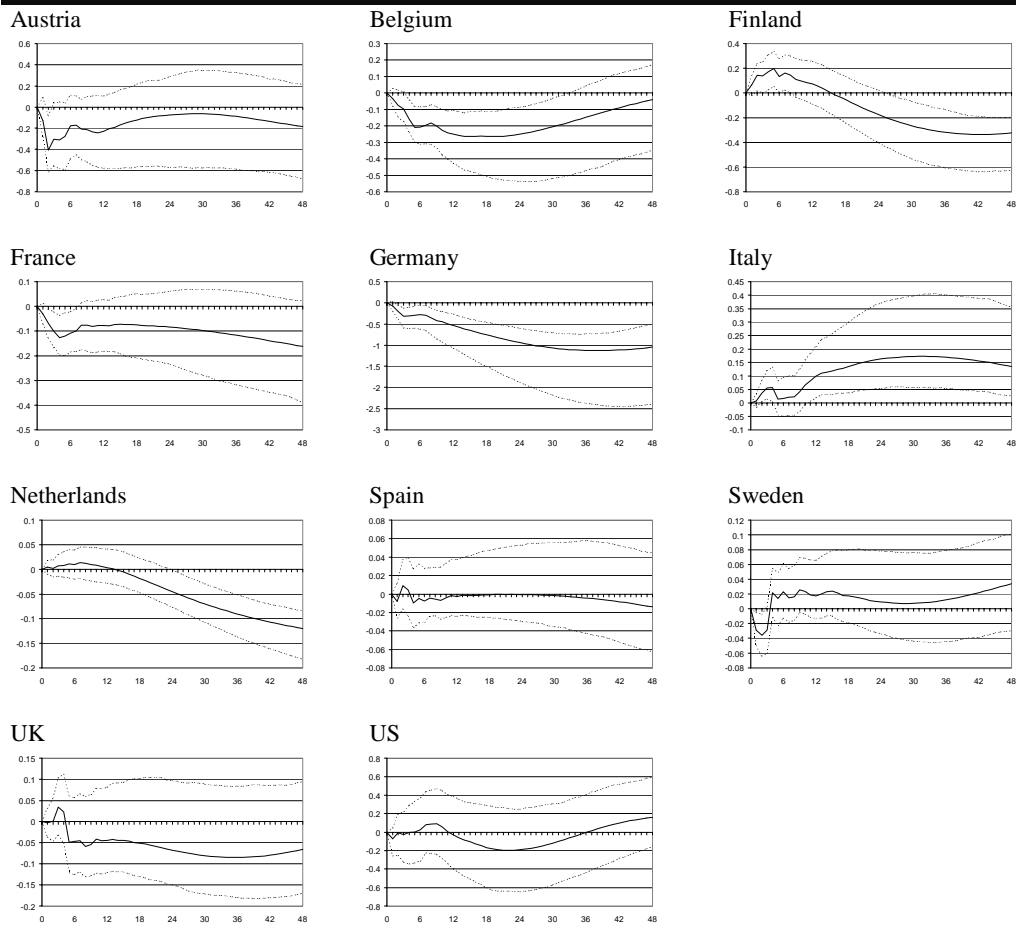 Austria Belgium Finland
0.6 0.3 0.4
0.4 0.2 0.2
0.2 0.1 0
0 0 -0.2
-0.2 -0.1 -0.4
-0.4 -0.2 -0.6
-0.6 -0.3 -0.8
-0.8 -0.4
-0.5
-0.6
0 6 12 18 24 30 36 42 48 0 6 12 18 24 30 36 42 48 0 6 12 18 24 30 36 42 48
France Germany Italy
0.1 0.5 0.45
0 0 0.4
-0.1 -0.5 0.35
-0.2 -1 0.3
-0.3 -1.5 0.25
-0.4 -2 0.2
-0.5 -2.5 0.15
-3 0.1
0.05
0
-0.05
-0.1
0 6 12 18 24 30 36 42 48 0 6 12 18 24 30 36 42 48 0 6 12 18 24 30 36 42 48
Netherlands Spain Sweden
0.1 0.08 0.12
0.05 0.06 0.1
0 0.04 0.08
-0.05 0.02 0.06
-0.1 0 0.04
-0.15 -0.02 0.02
-0.2 -0.04 0
-0.06 -0.02
-0.08 -0.04
-0.06
-0.08
0 6 12 18 24 30 36 42 48 0 6 12 18 24 30 36 42 48 0 6 12 18 24 30 36 42 48
UK US
0.15 0.8
0.1 0.6
0.05 0.4
0 0.2
-0.05 0
-0.1 -0.2
-0.15 -0.4
-0.2 -0.6
-0.8
0 6 12 18 24 30 36 42 48 0 6 12 18 24 30 36 42 48